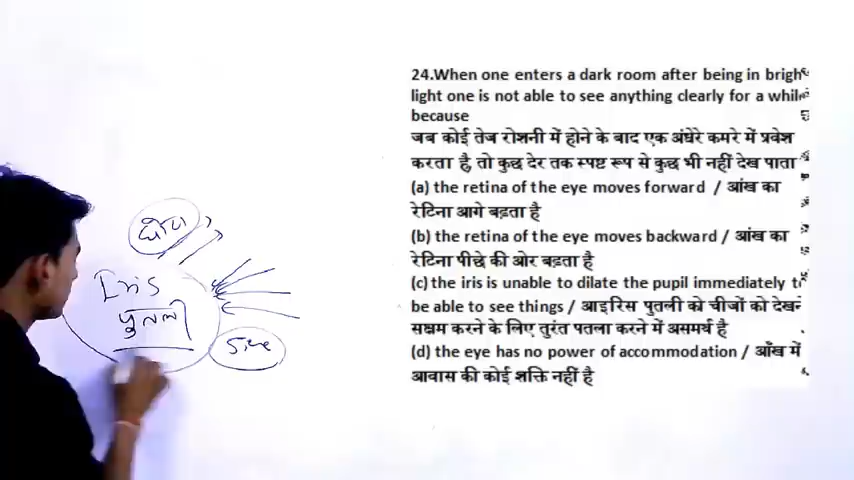 24.When one enters a dark room after being in brigh
light one is not able to see anything clearly for a while
because
जब कोई तेज रोशनी में होने के बाद एक अंधेरे कमरे में प्रवेश
करता है, तो कुछ देर तक स्पष्ट रूप से कुछ भी नहीं देख पाता
(a) the retina of the eye moves forward / आंख का
रेटिना आगे बढ़ता है
(b) the retina of the eye moves backward / आंख का
रेटिना पीछे की ओर बढ़ता है
(c) the iris is unable to dilate the pupil immediately t
be able to see things / आइरिस पुतली को चीजों को देखन
सक्षम करने के लिए तुरंत पतला करने में असमर्थ है
(d) the eye has no power of accommodation / आँख में
आवास की कोई शक्ति नहीं है
Iris
पुतली